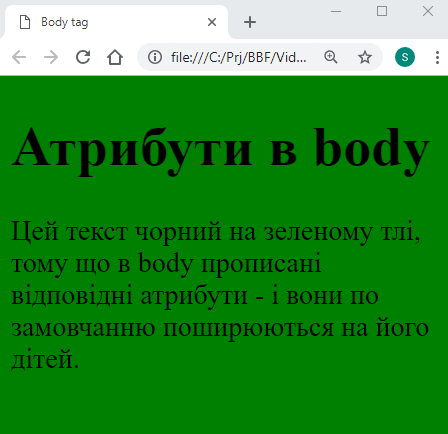 Body tag
file:///C:/Prj/BBF/Vid...
S
Атрибути в body
Цей текст чорний на зеленому тлі,
тому що в body прописані
відповідні атрибути - і вони по
замовчанню поширюються на його
дітей.